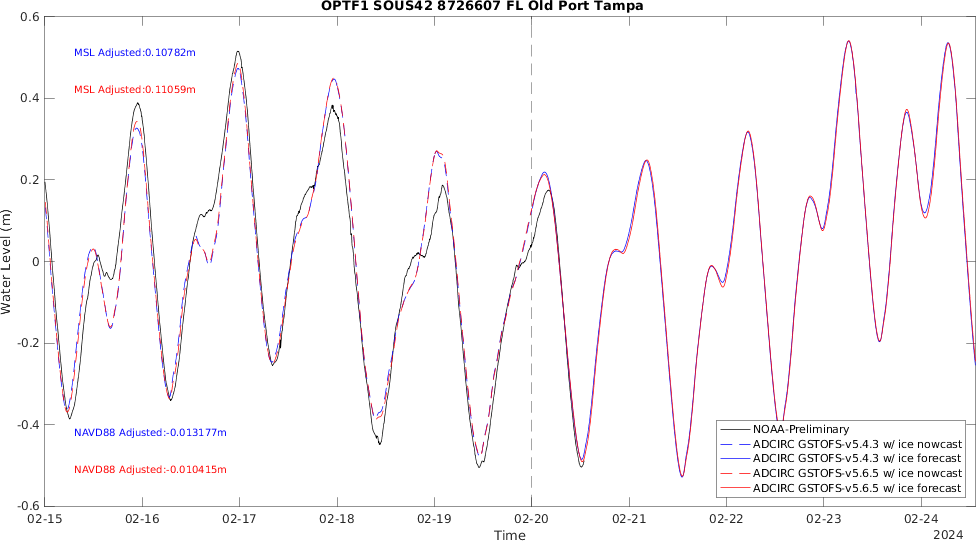 OPTF1 SOUS42 8726607 FL Old Port Tampa
0.6
0.4
0.2
0
-0.2
-0.4
-0.6
Water Level (m)
MSL Adjusted:0.10782m
MSL Adjusted:0.11059m
NAVD88 Adjusted:-0.013177m
NAVD88 Adjusted:-0.010415m
NOAA-Preliminary
ADCIRC GSTOFS-v5.4.3 w/ ice nowcast
ADCIRC GSTOFS-v5.4.3 w/ ice forecast
ADCIRC GSTOFS-v5.6.5 w/ ice nowcast
ADCIRC GSTOFS-v5.6.5 w/ ice forecast
02-15 02-16 02-17 02-18 02-19 02-20 02-21 02-22 02-23 02-24
Time
2024